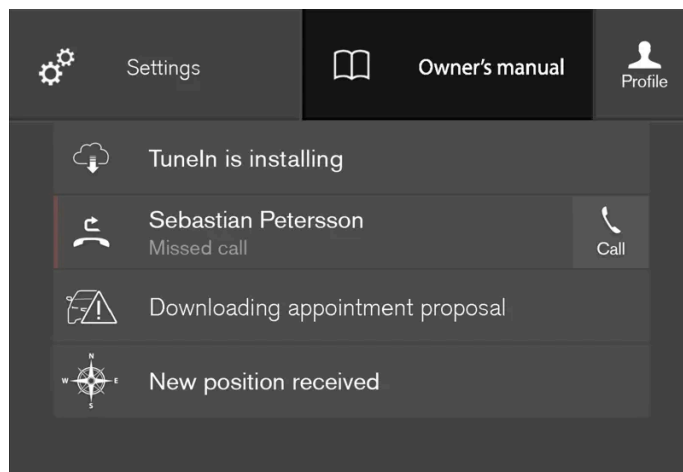 Settings
Owner's manual
Profile
TuneIn is installing
Sebastian Petersson
Missed call
Call
Downloading appointment proposal
N
W E
S
New position received